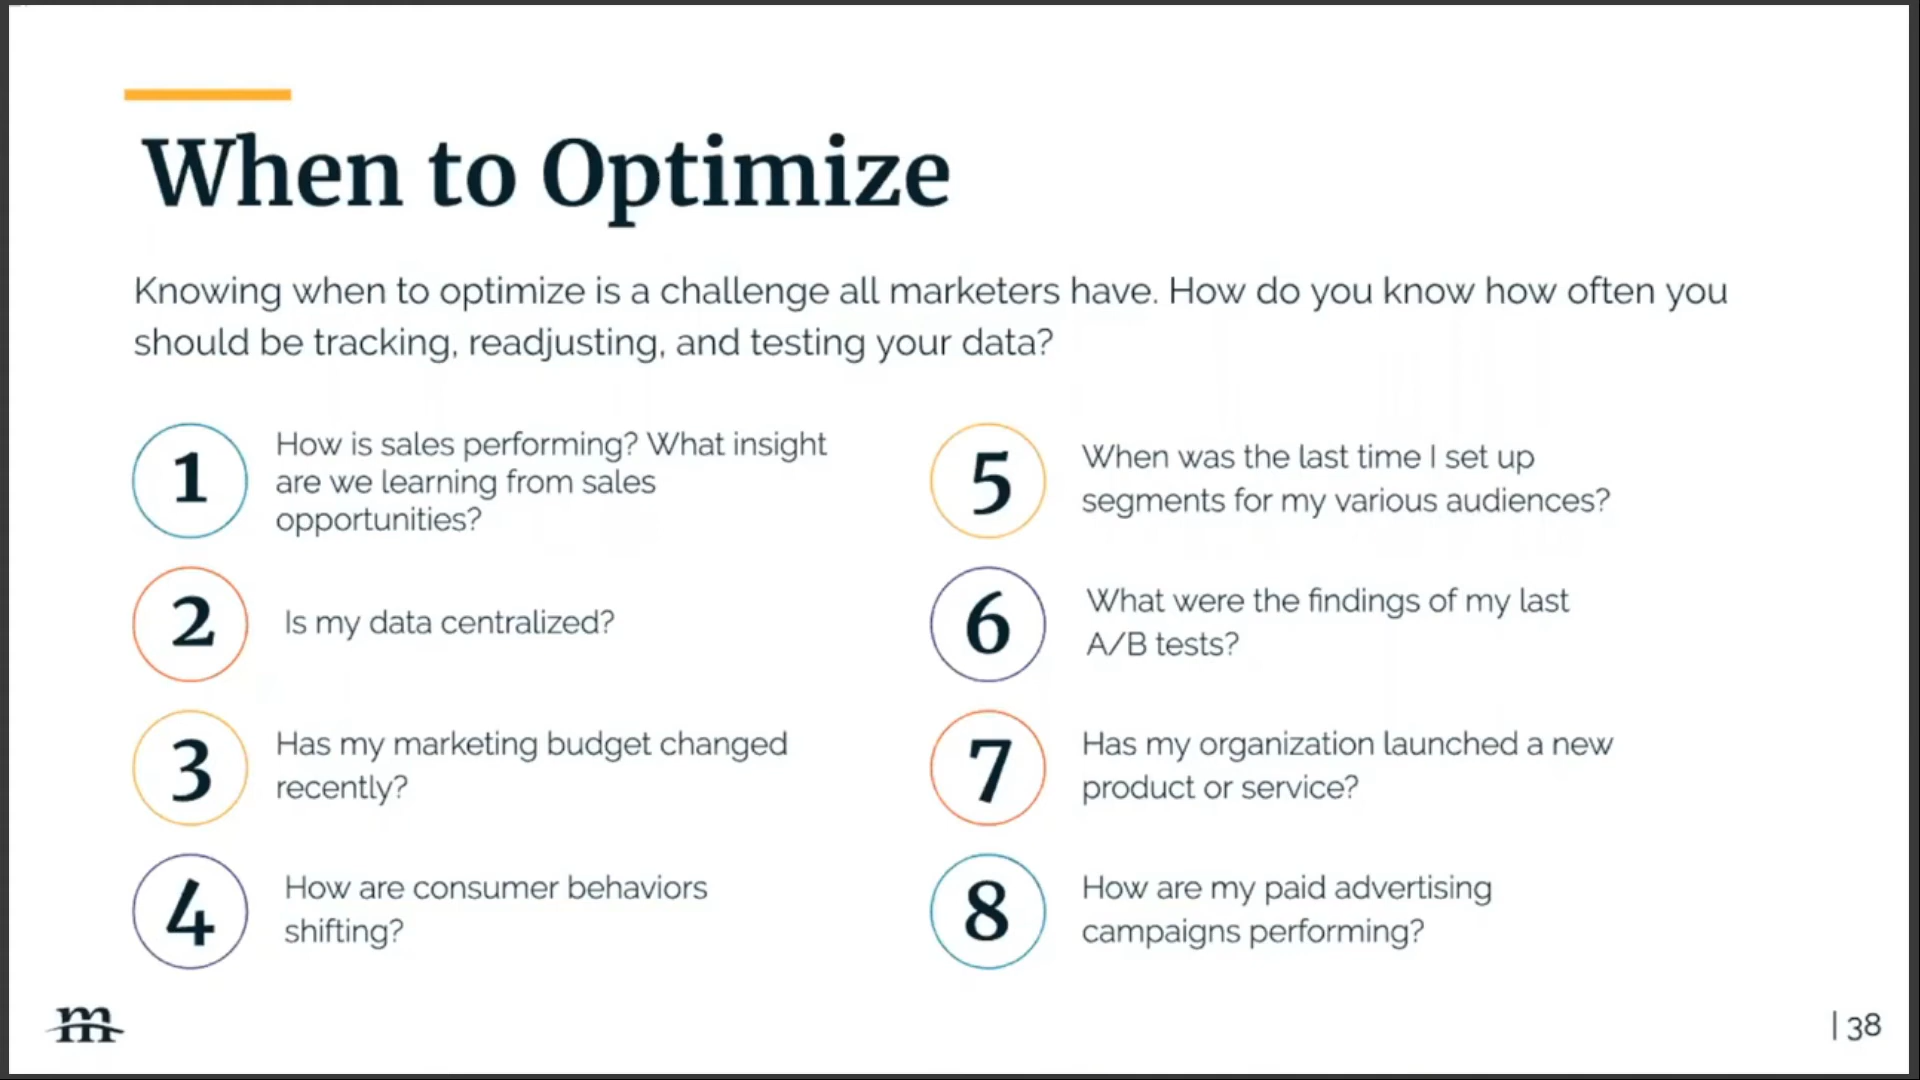 When to Optimize
Knowing when to optimize is a challenge all marketers have. How do you know how often you
should be tracking, readjusting, and testing your data?
1
How is sales performing? What insight
are we learning from sales
opportunities?
2
Is my data centralized?
3
Has my marketing budget changed
recently?
4
How are consumer behaviors
shifting?
5
When was the last time I set up
segments for my various audiences?
6
What were the findings of my last
A/B tests?
7
Has my organization launched a new
product or service?
8
How are my paid advertising
campaigns performing?
m
| 38